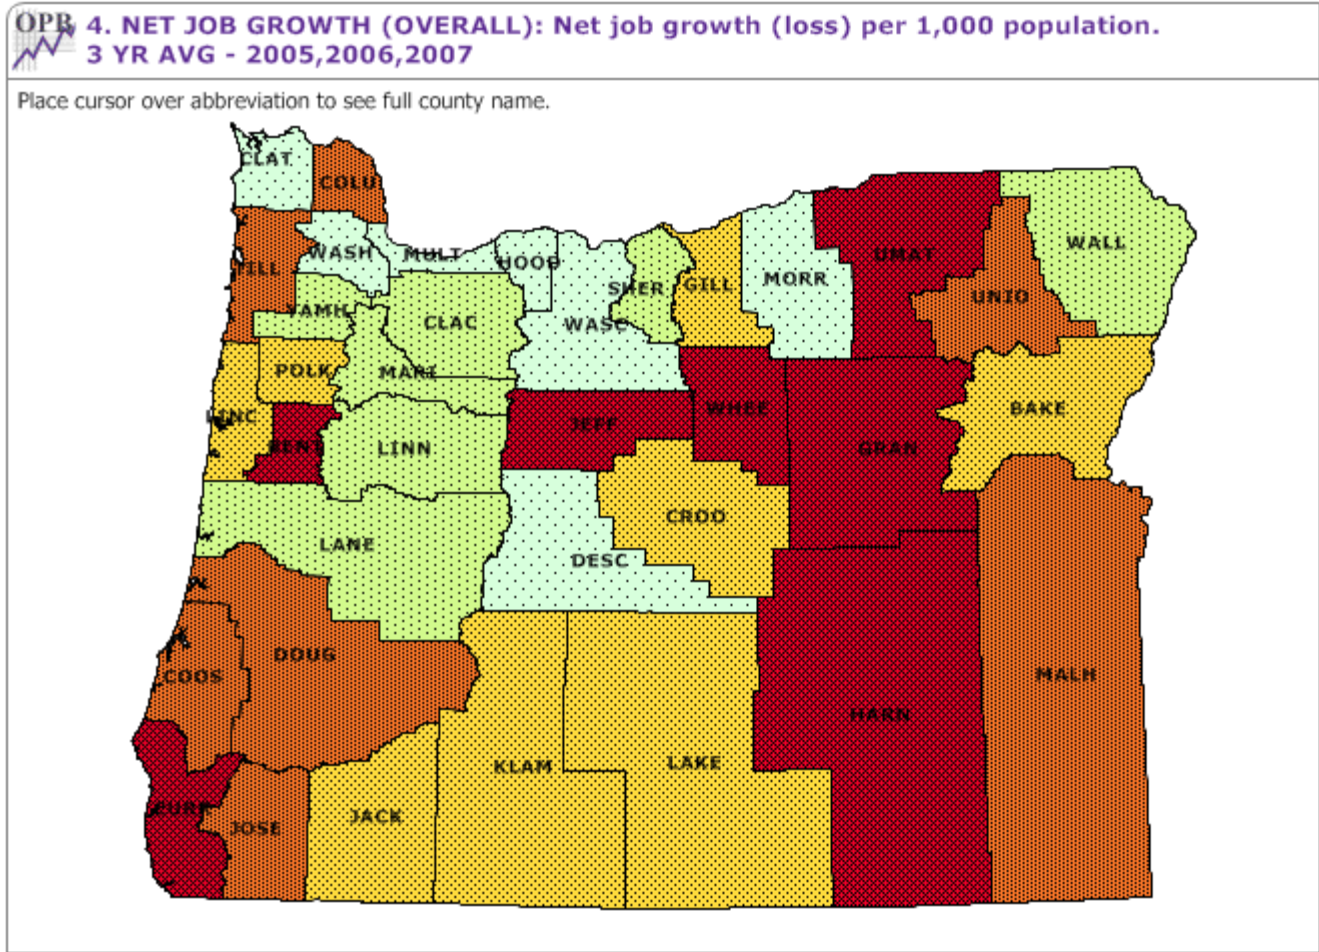 OPB
4. NET JOB GROWTH (OVERALL): Net job growth (loss) per 1,000 population.
3 YR AVG - 2005,2006,2007
Place cursor over abbreviation to see full county name.
CLAT
COLU
TILL
WASH
MULT
HOOD
WASC
SHER
GILL
MORR
UMAT
UNIO
WALL
YAMH
CLAC
POLK
MARI
LINC
BENT
LINN
JEFF
WHEE
GRAN
BAKE
LANE
CROO
DESC
COOS
DOUG
MALH
HARN
KLAM
LAKE
CURR
JOSE
JACK